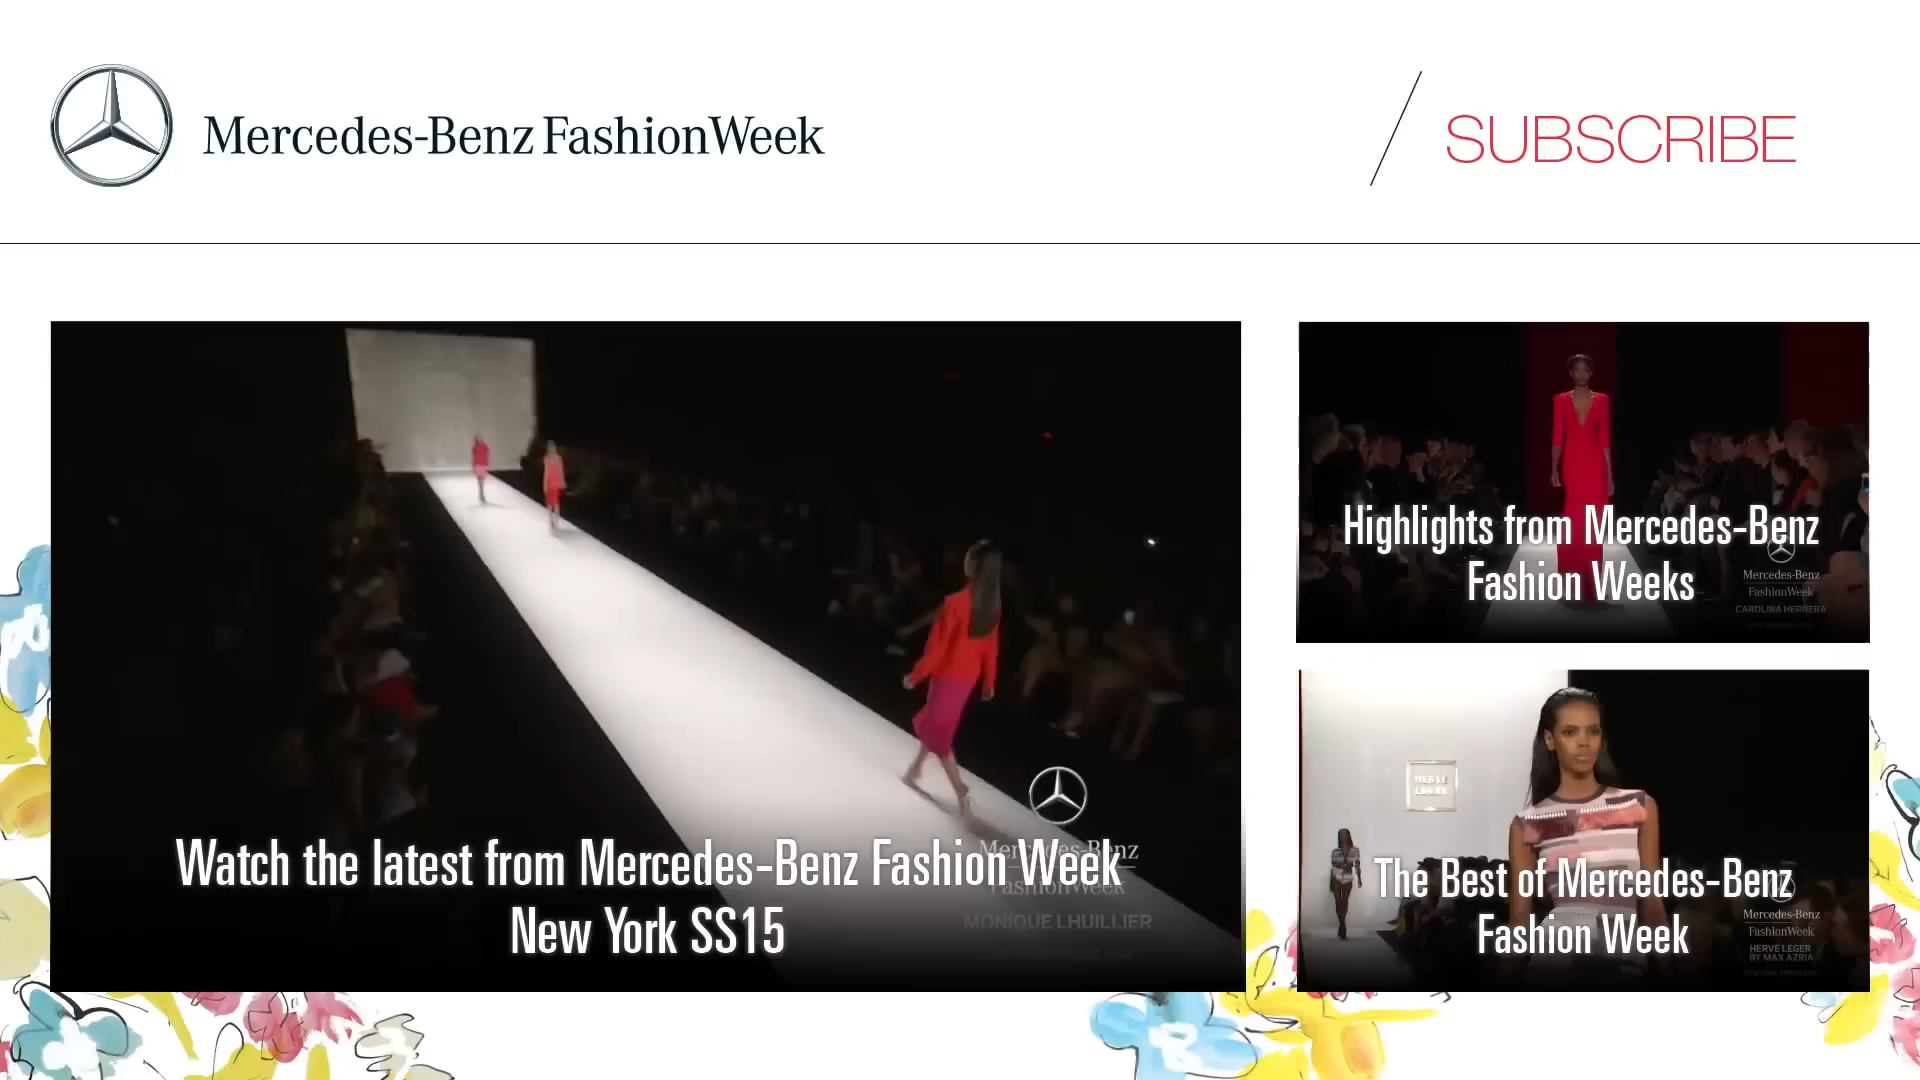 Mercedes-Benz FashionWeek
SUBSCRIBE
Mercedes-Benz
FashionWeek
MONIQUE LHUILLIER
Watch the latest from Mercedes-Benz Fashion Week
New York SS15
Highlights from Mercedes-Benz
Fashion Weeks
Mercedes-Benz
FashionWeek
CAROLINA HERRERA
HERVE
LEGER
The Best of Mercedes-Benz
Fashion Week
Mercedes-Benz
FashionWeek
HERVE LEGER
BY MAX AZRIA